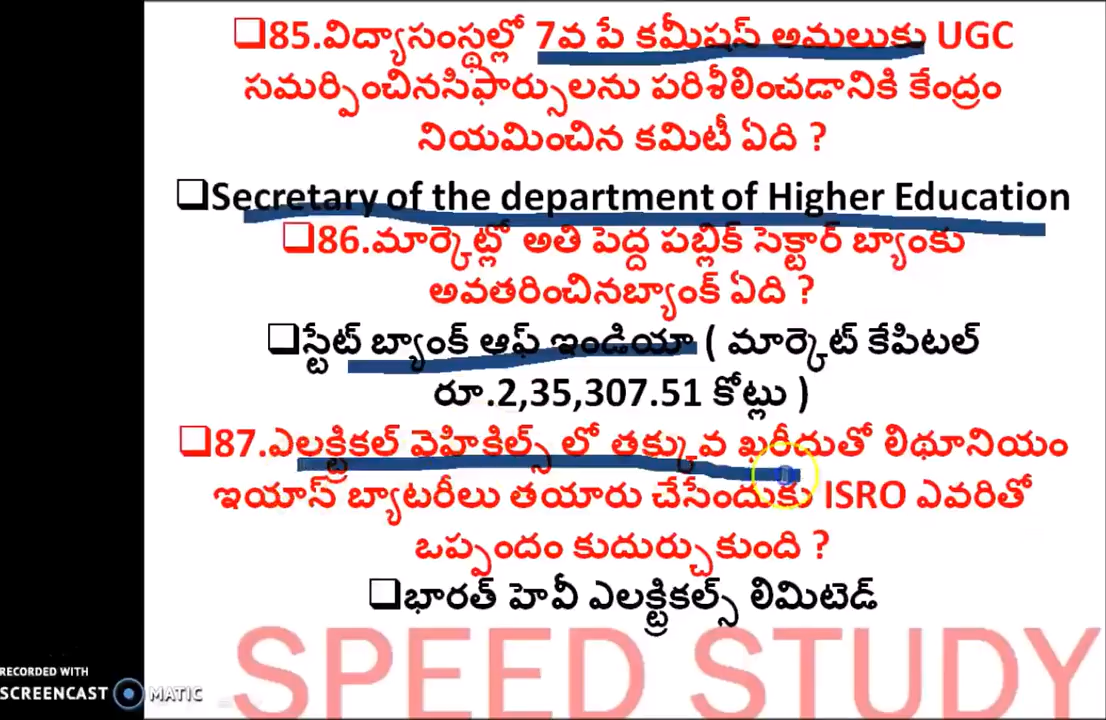 ❑85.విద్యాసంస్థల్లో 7వ పే కమీషన్ అమలుకు UGC
సమర్పించినసిఫార్సులను పరిశీలించడానికి కేంద్రం
నియమించిన కమిటీ ఏది ?
❑Secretary of the department of Higher Education
❑86.మార్కెట్లో అతి పెద్ద పబ్లిక్ సెక్టార్ బ్యాంకు
అవతరించినబ్యాంక్ ఏది ?
❑స్టేట్ బ్యాంక్ ఆఫ్ ఇండియా ( మార్కెట్ కేపిటల్
రూ.2,35,307.51 కోట్లు )
❑87.ఎలక్ట్రికల్ వెహికిల్స్ లో తక్కువ ఖరీదుతో లిథూనియం
ఇయాన్ బ్యాటరీలు తయారు చేసేందుకు ISRO ఎవరితో
ఒప్పందం కుదుర్చుకుంది ?
❑భారత్ హెవీ ఎలక్ట్రికల్స్ లిమిటెడ్
SPEED STUDY
RECORDED WITH
SCREENCAST MATIC